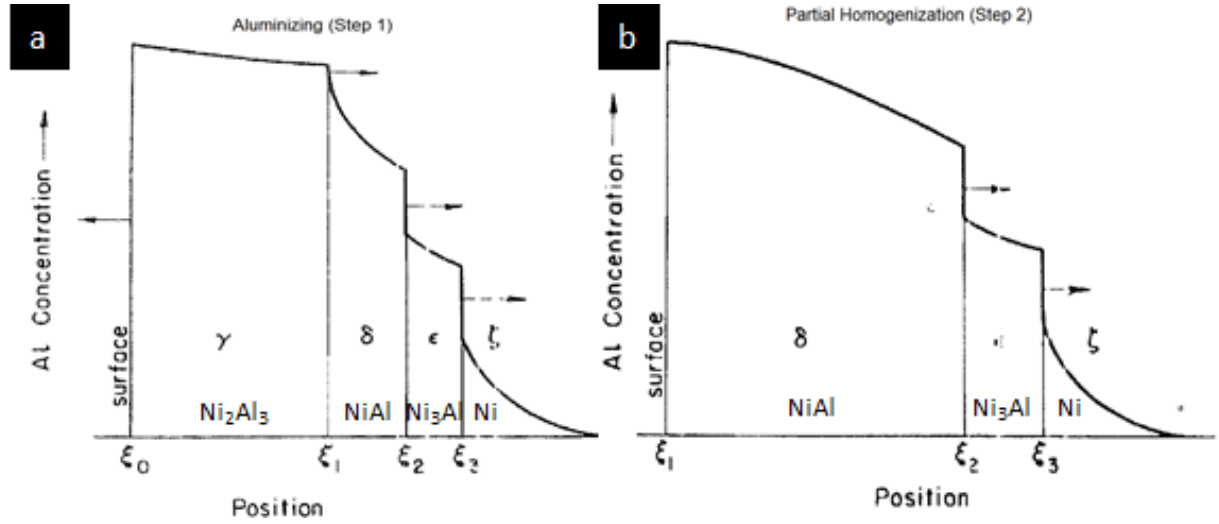 a
Aluminizing (Step 1)
Al Concentration
surface
γ
δ
ϵ
ζ
Ni₂Al₃
NiAl
Ni₃Al
Ni
ξ₀
ξ₁
ξ₂
ξ₃
Position
b
Partial Homogenization (Step 2)
Al Concentration
surface
δ
ϵ
ζ
NiAl
Ni₃Al
Ni
ξ₁
ξ₂
ξ₃
Position